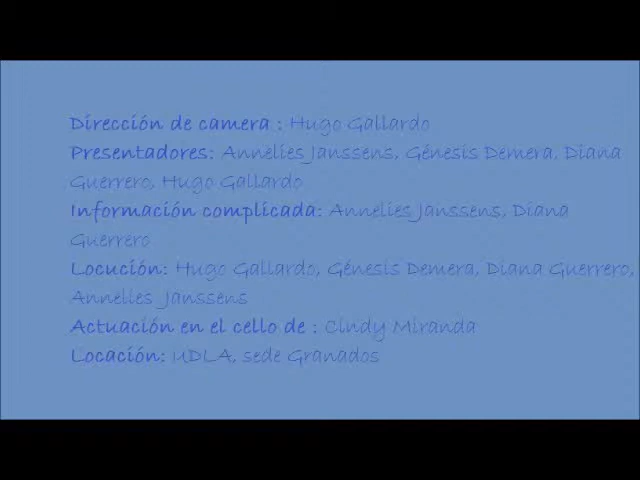 Dirección de camera : Hugo Gallardo
Presentadores: Annelies Janssens, Génesis Demera, Diana
Guerrero, Hugo Gallardo
Información complicada: Annelies Janssens, Diana
Guerrero
Locución: Hugo Gallardo, Génesis Demera, Diana Guerrero,
Annelies Janssens
Actuación en el cello de : Cindy Miranda
Locación: UDLA, sede Granados